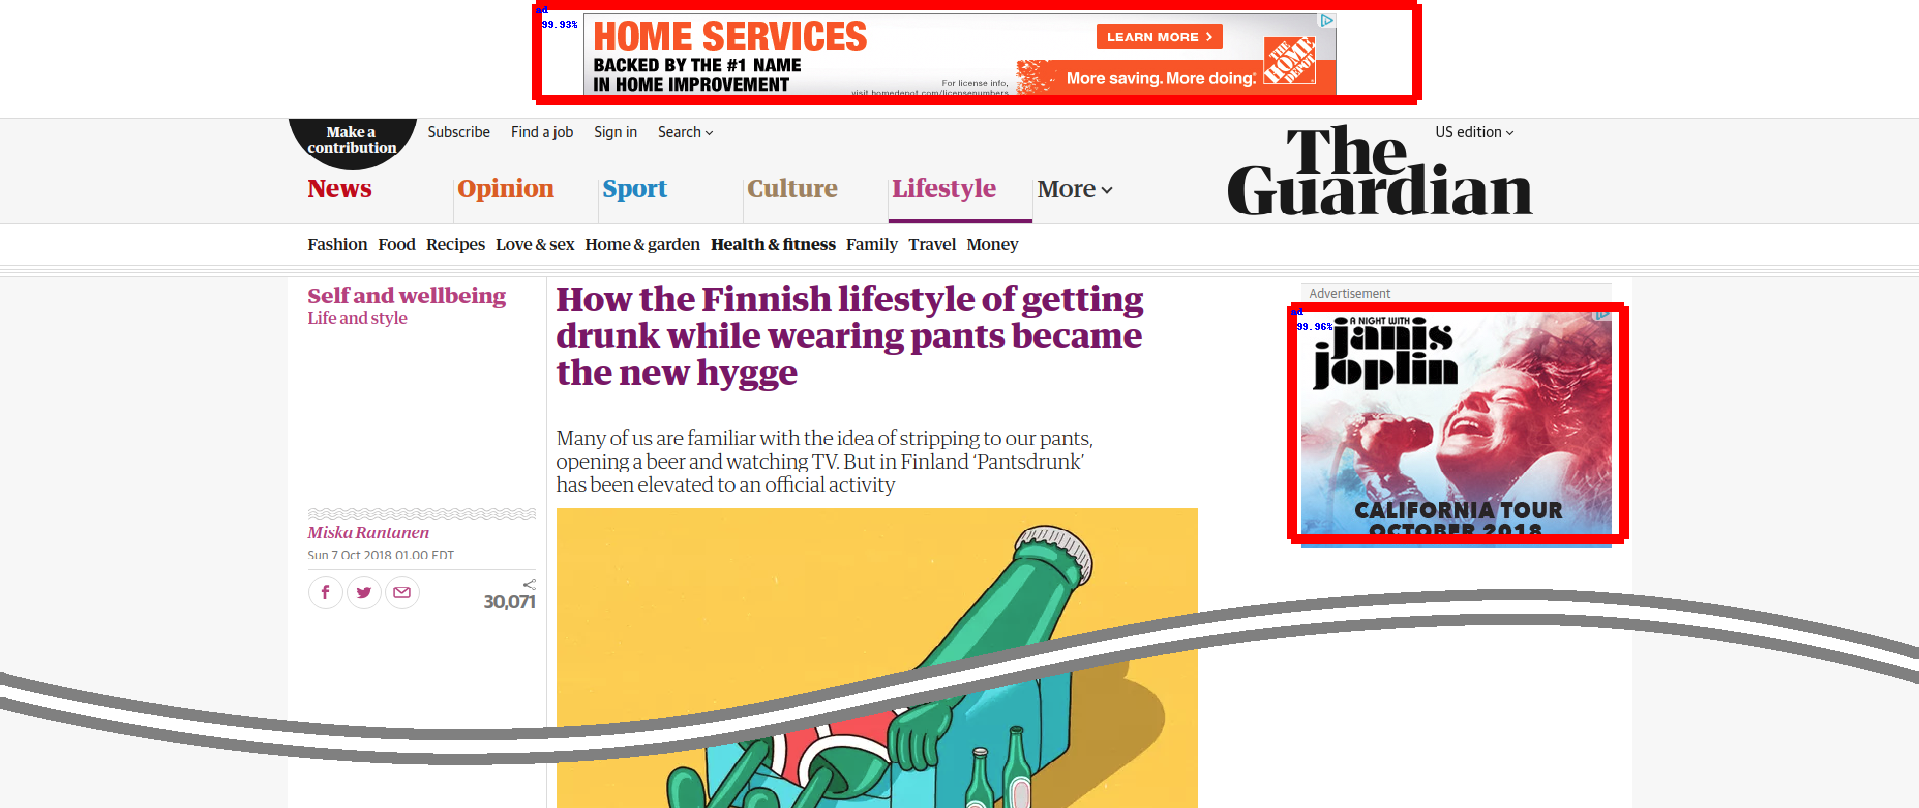 ad
99.93%
HOME SERVICES
BACKED BY THE #1 NAME
IN HOME IMPROVEMENT
For license info,
visit homedepot.com/licensenumbers
LEARN MORE >
More saving. More doing.
THE HOME DEPOT
Make a
contribution
Subscribe Find a job Sign in Search
US edition
The
Guardian
News Opinion Sport Culture Lifestyle More
Fashion Food Recipes Love & sex Home & garden Health & fitness Family Travel Money
Self and wellbeing
Life and style
How the Finnish lifestyle of getting
drunk while wearing pants became
the new hygge
Many of us are familiar with the idea of stripping to our pants,
opening a beer and watching TV. But in Finland ‘Pantsdrunk’
has been elevated to an official activity
Miska Rantanen
Sun 7 Oct 2018 01.00 EDT
30,071
Advertisement
ad
99.96%
A NIGHT WITH
janis
joplin
CALIFORNIA TOUR
OCTOBER 2018